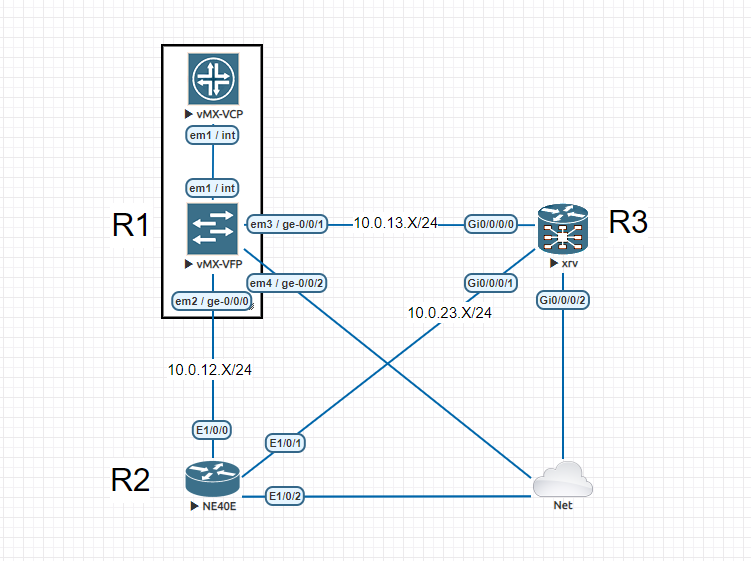 vMX-VCP
em1 / int
em1 / int
R1
em3 / ge-0/0/1
10.0.13.X/24
Gi0/0/0/0
R3
vMX-VFP
xrv
em4 / ge-0/0/2
Gi0/0/0/1
em2 / ge-0/0/0
Gi0/0/0/2
10.0.23.X/24
10.0.12.X/24
E1/0/0
E1/0/1
R2
E1/0/2
NE40E
Net